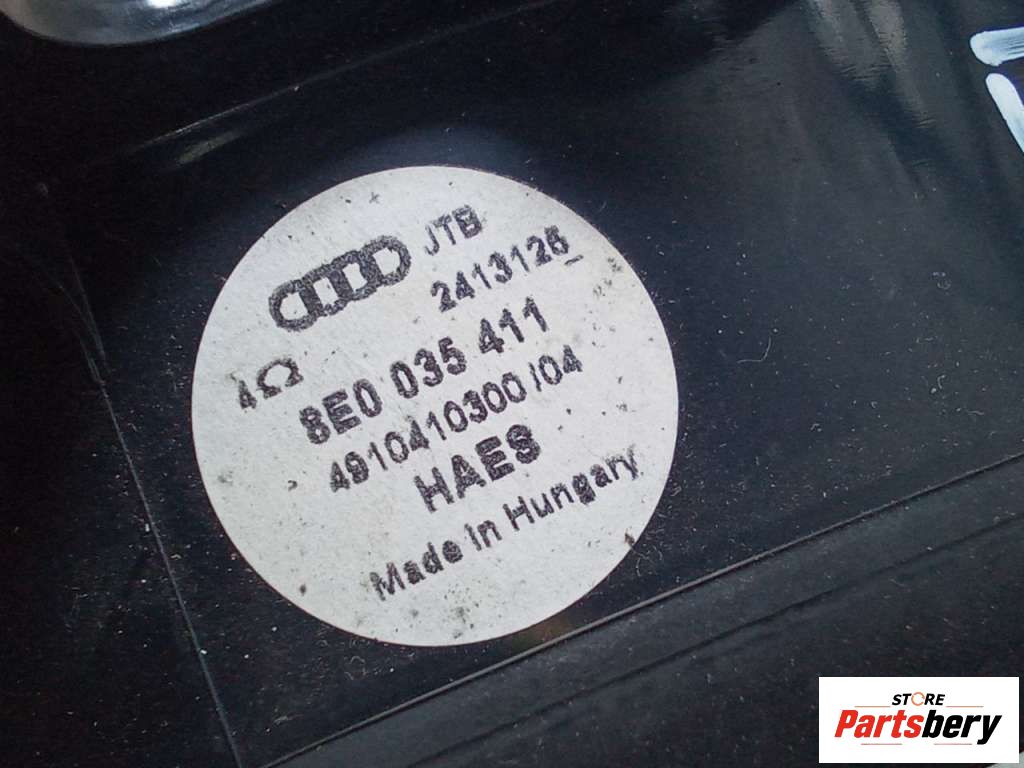 JTB
2413126
4Ω
8E0 035 411
4910410300 /04
HAES
Made In Hungary
STORE
Partsbery